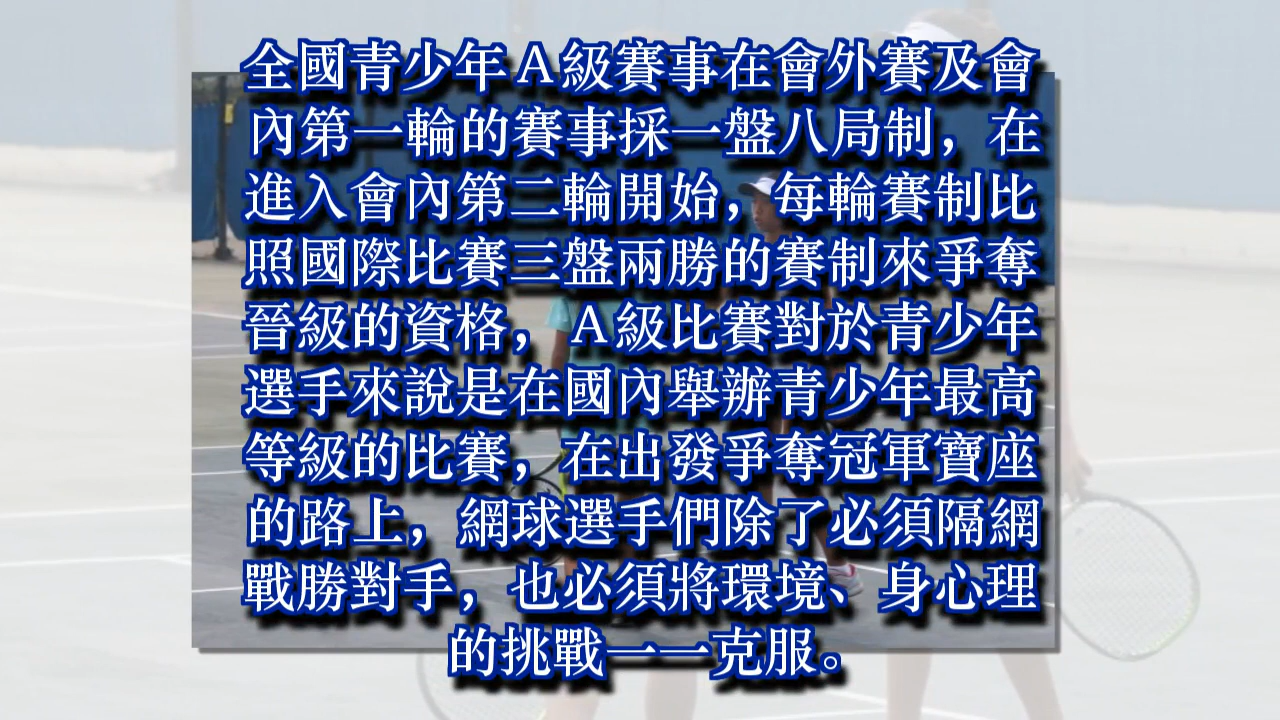 全國青少年A級賽事在會外賽及會
內第一輪的賽事採一盤八局制，在
進入會內第二輪開始，每輪賽制比
照國際比賽三盤兩勝的賽制來爭奪
晉級的資格，A級比賽對於青少年
選手來說是在國內舉辦青少年最高
等級的比賽，在出發爭奪冠軍寶座
的路上，網球選手們除了必須隔網
戰勝對手，也必須將環境、身心理
的挑戰一一克服。